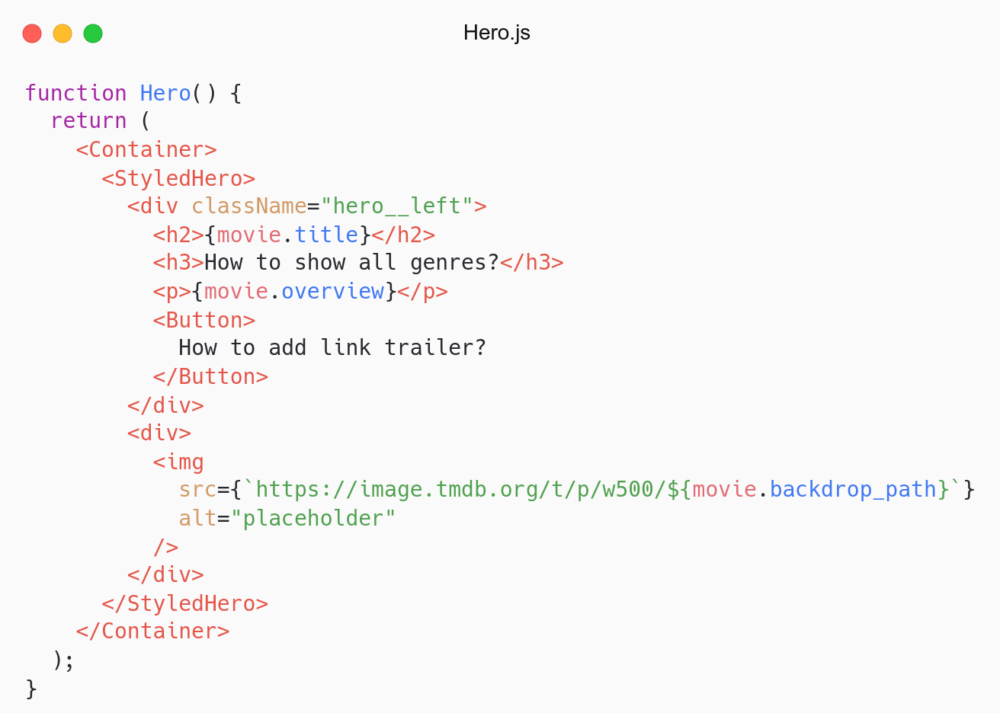 Hero.js
function Hero() {
  return (
    <Container>
      <StyledHero>
        <div className="hero__left">
          <h2>{movie.title}</h2>
          <h3>How to show all genres?</h3>
          <p>{movie.overview}</p>
          <Button>
            How to add link trailer?
          </Button>
        </div>
        <div>
          <img
            src={`https://image.tmdb.org/t/p/w500/${movie.backdrop_path}`}
            alt="placeholder"
          />
        </div>
      </StyledHero>
    </Container>
  );
}